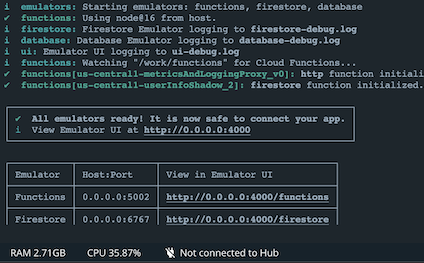 i  emulators: Starting emulators: functions, firestore, database
✔  functions: Using node@16 from host.
i  firestore: Firestore Emulator logging to firestore-debug.log
i  database: Database Emulator logging to database-debug.log
i  ui: Emulator UI logging to ui-debug.log
i  functions: Watching "/work/functions" for Cloud Functions...
✔  functions[us-central1-metricsAndLoggingProxy_v0]: http function initiali
✔  functions[us-central1-userInfoShadow_2]: firestore function initialized.
✔  All emulators ready! It is now safe to connect your app.
i  View Emulator UI at http://0.0.0.0:4000
Emulator Host:Port View in Emulator UI
Functions 0.0.0.0:5002 http://0.0.0.0:4000/functions
Firestore 0.0.0.0:6767 http://0.0.0.0:4000/firestore
RAM 2.71GB CPU 35.87% Not connected to Hub